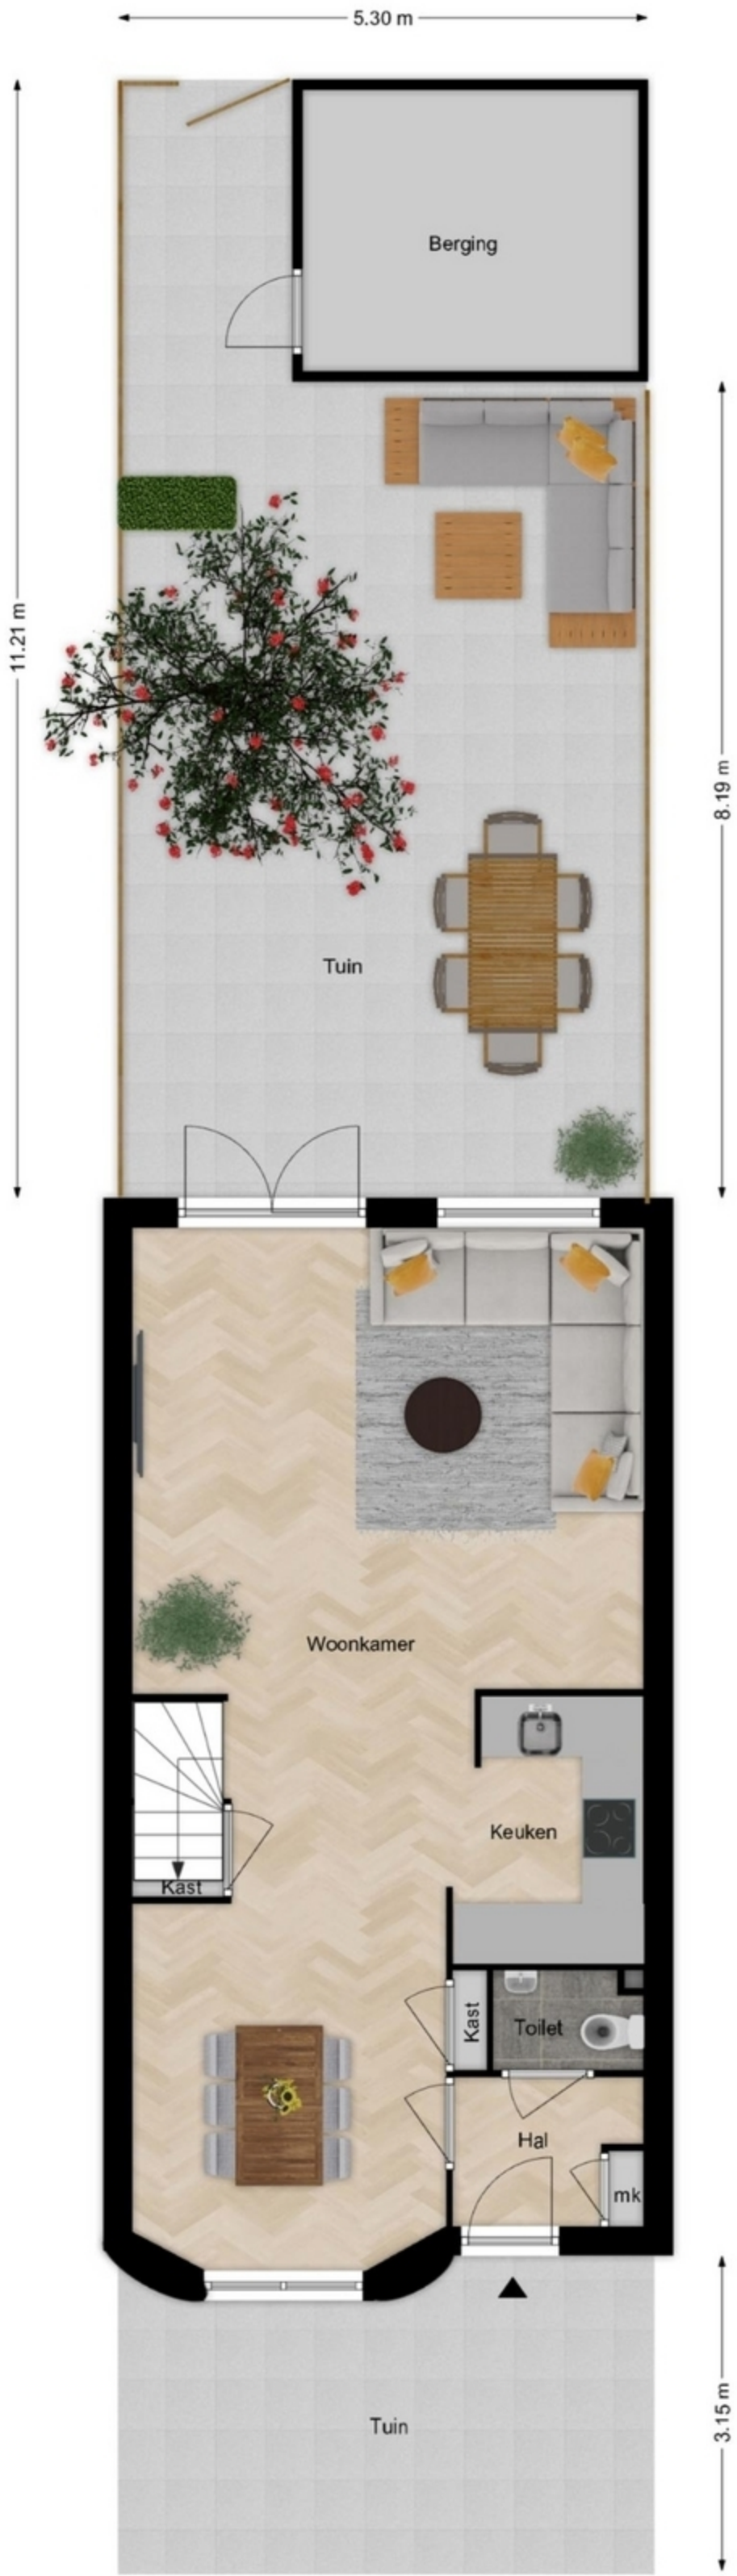 5.30 m
Berging
11.21 m
8.19 m
Tuin
Woonkamer
Keuken
Kast
Kast
Toilet
Hal
mk
3.15 m
Tuin